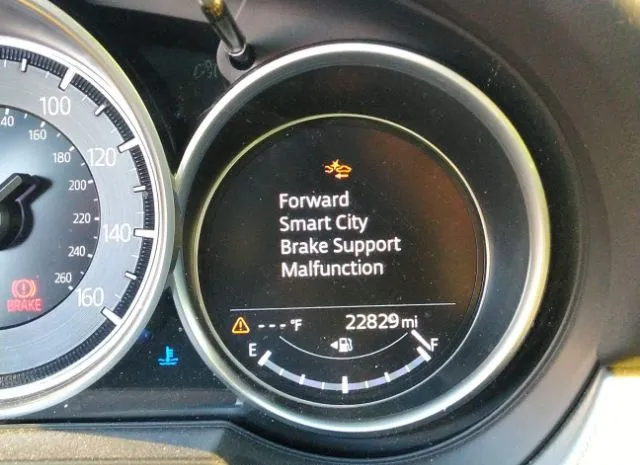 100
120
140
160
140
160
180
200
220
240
260
BRAKE
Forward
Smart City
Brake Support
Malfunction
--- °F 22829 mi
E F